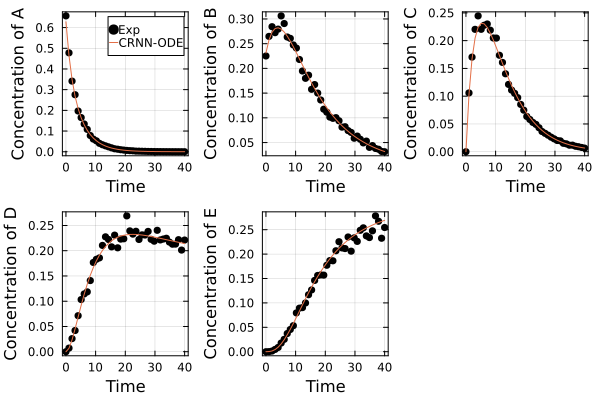 Concentration of A
0.6
0.5
0.4
0.3
0.2
0.1
0.0
Exp
CRNN-ODE
0 10 20 30 40
Time
Concentration of B
0.30
0.25
0.20
0.15
0.10
0.05
0 10 20 30 40
Time
Concentration of C
0.25
0.20
0.15
0.10
0.05
0.00
0 10 20 30 40
Time
Concentration of D
0.25
0.20
0.15
0.10
0.05
0.00
0 10 20 30 40
Time
Concentration of E
0.25
0.20
0.15
0.10
0.05
0.00
0 10 20 30 40
Time